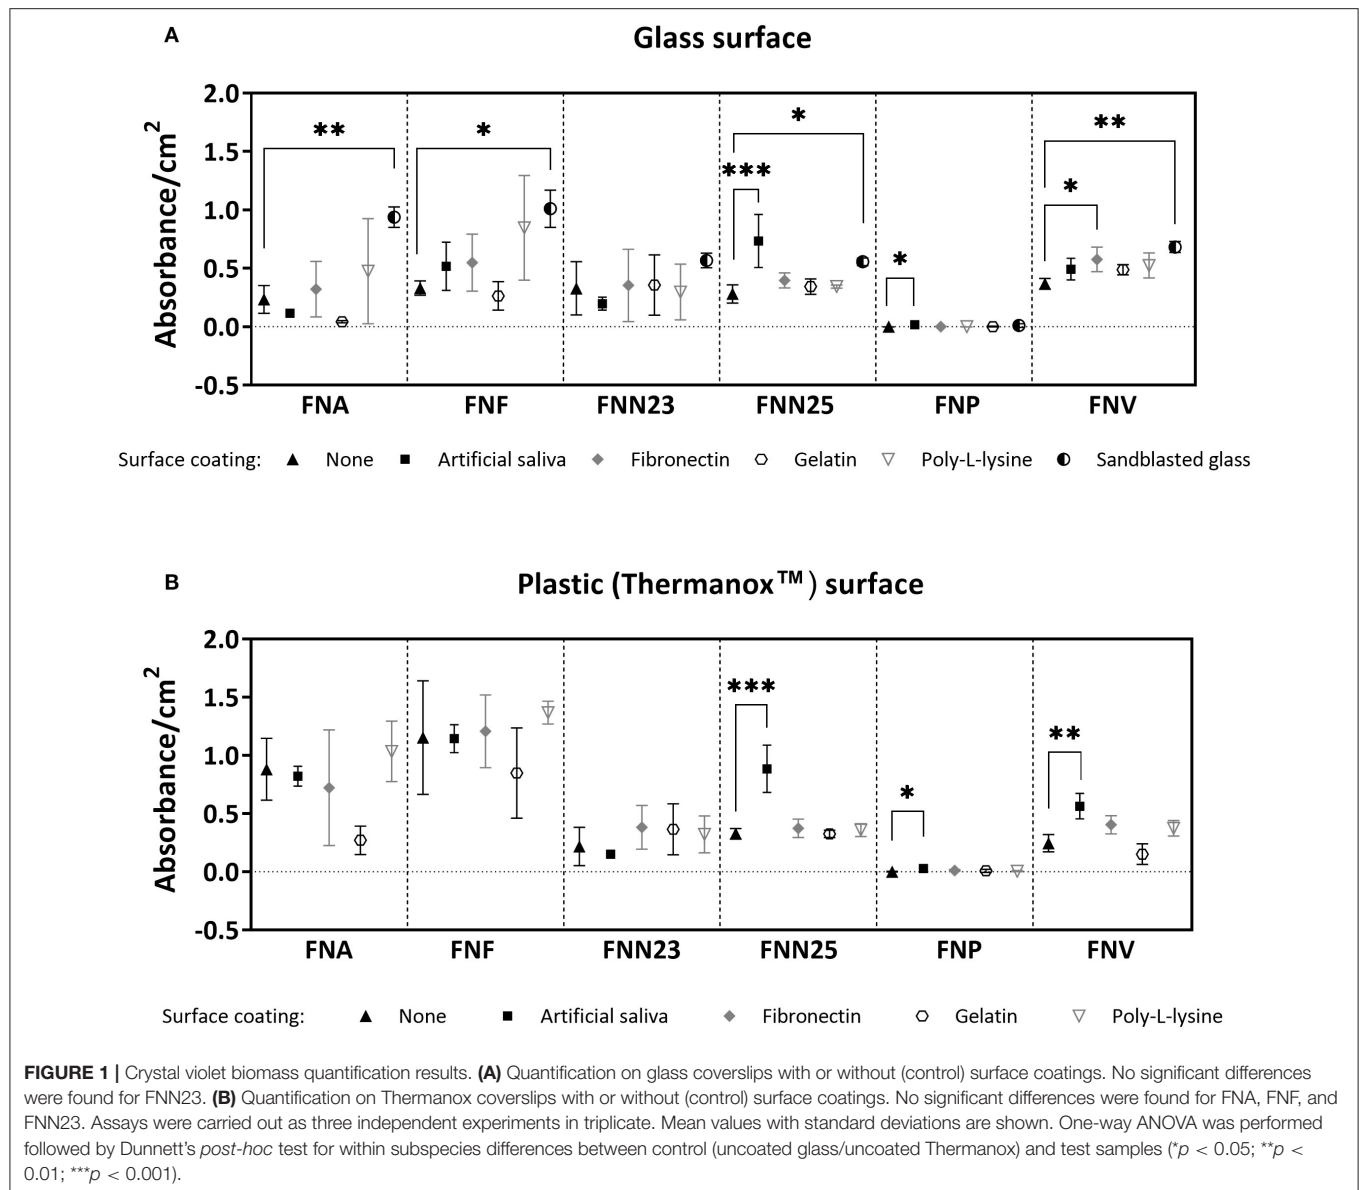 A
Glass surface
Absorbance/cm2
2.0
1.5
1.0
0.5
0.0
-0.5
**
*
***
*
*
*
**
FNA FNF FNN23 FNN25 FNP FNV
Surface coating: None Artificial saliva Fibronectin Gelatin Poly-L-lysine Sandblasted glass
B
Plastic (Thermanox™) surface
Absorbance/cm2
2.0
1.5
1.0
0.5
0.0
-0.5
***
*
**
FNA FNF FNN23 FNN25 FNP FNV
Surface coating: None Artificial saliva Fibronectin Gelatin Poly-L-lysine
FIGURE 1 | Crystal violet biomass quantification results. (A) Quantification on glass coverslips with or without (control) surface coatings. No significant differences
were found for FNN23. (B) Quantification on Thermanox coverslips with or without (control) surface coatings. No significant differences were found for FNA, FNF, and
FNN23. Assays were carried out as three independent experiments in triplicate. Mean values with standard deviations are shown. One-way ANOVA was performed
followed by Dunnett's post-hoc test for within subspecies differences between control (uncoated glass/uncoated Thermanox) and test samples (*p < 0.05; **p <
0.01; ***p < 0.001).